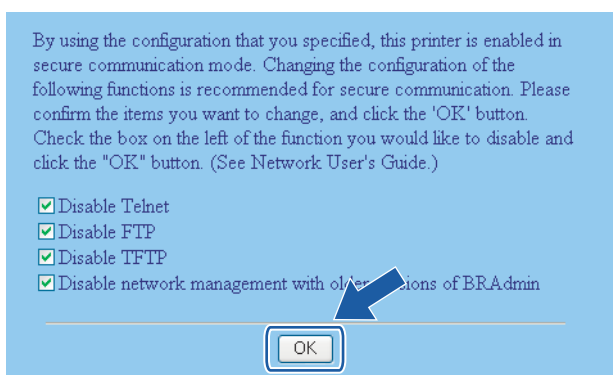 By using the configuration that you specified, this printer is enabled in
secure communication mode. Changing the configuration of the
following functions is recommended for secure communication. Please
confirm the items you want to change, and click the 'OK' button.
Check the box on the left of the function you would like to disable and
click the "OK" button. (See Network User's Guide.)
Disable Telnet
Disable FTP
Disable TFTP
Disable network management with older versions of BRAdmin
OK